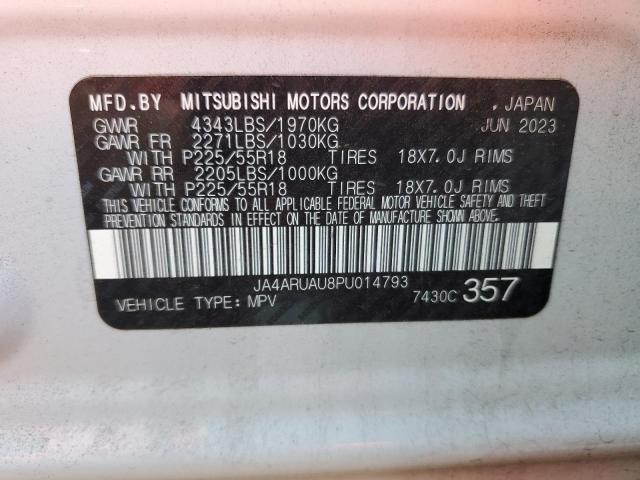 MFD.BY MITSUBISHI MOTORS CORPORATION , JAPAN
GVWR 4343LBS/1970KG JUN 2023
GAWR FR 2271LBS/1030KG
WITH P225/55R18 TIRES 18X7.0J RIMS
GAWR RR 2205LBS/1000KG
WITH P225/55R18 TIRES 18X7.0J RIMS
THIS VEHICLE CONFORMS TO ALL APPLICABLE FEDERAL MOTOR VEHICLE SAFETY AND THEFT
PREVENTION STANDARDS IN EFFECT ON THE DATE OF MANUFACTURE SHOWN ABOVE.
JA4ARUAU8PU014793
VEHICLE TYPE: MPV 7430C 357